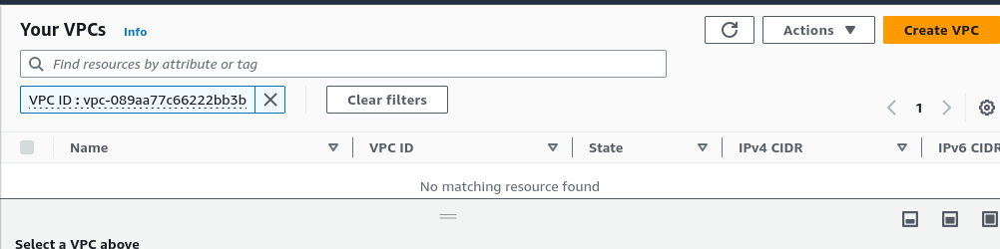 Your VPCs Info
Actions
Create VPC
Find resources by attribute or tag
VPC ID : vpc-089aa77c66222bb3b
Clear filters
1
Name VPC ID State IPv4 CIDR IPv6 CIDR
No matching resource found
Select a VPC above